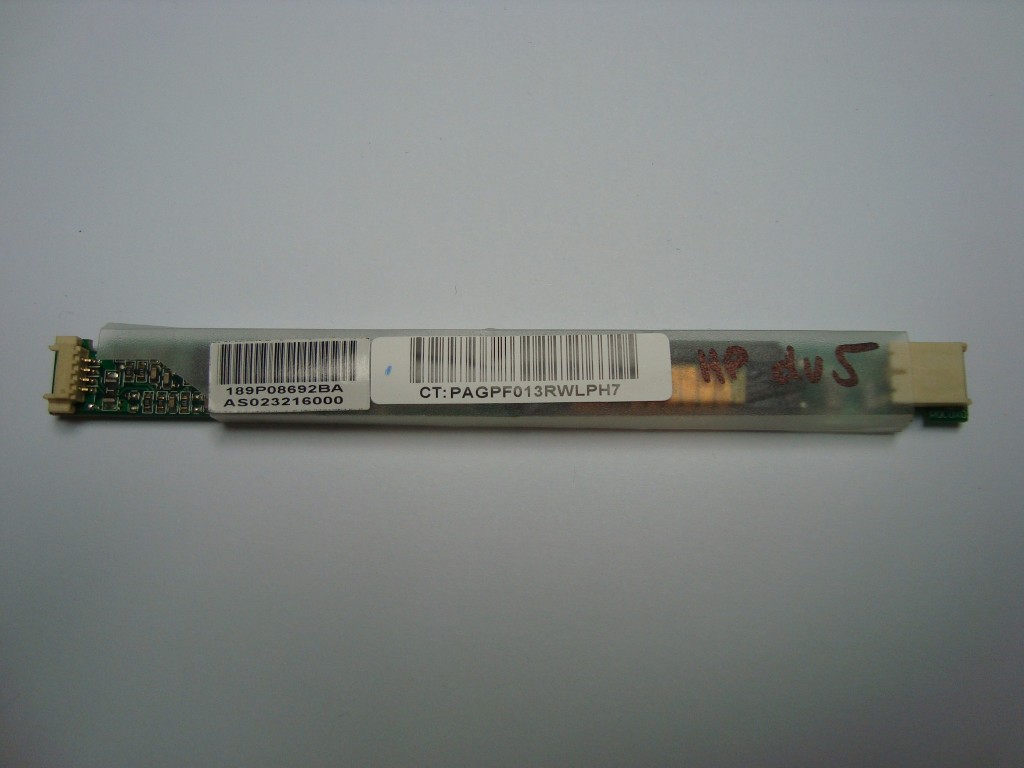 189P08692BA
AS023216000
CT:PAGPF013RWLPH7
HP dv5